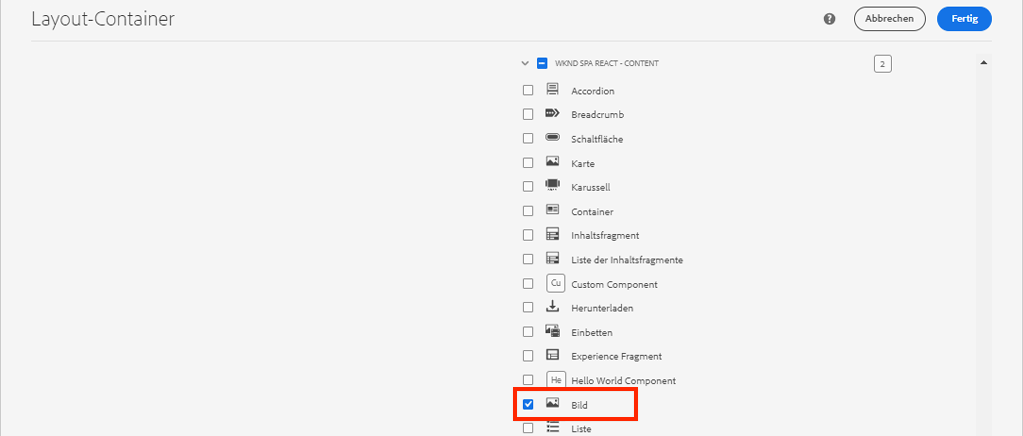 Layout-Container
?
Abbrechen
Fertig
WKND SPA REACT - CONTENT
2
Accordion
Breadcrumb
Schaltfläche
Karte
Karussell
Container
Inhaltsfragment
Liste der Inhaltsfragmente
Cu Custom Component
Herunterladen
Einbetten
Experience Fragment
He Hello World Component
Bild
Liste